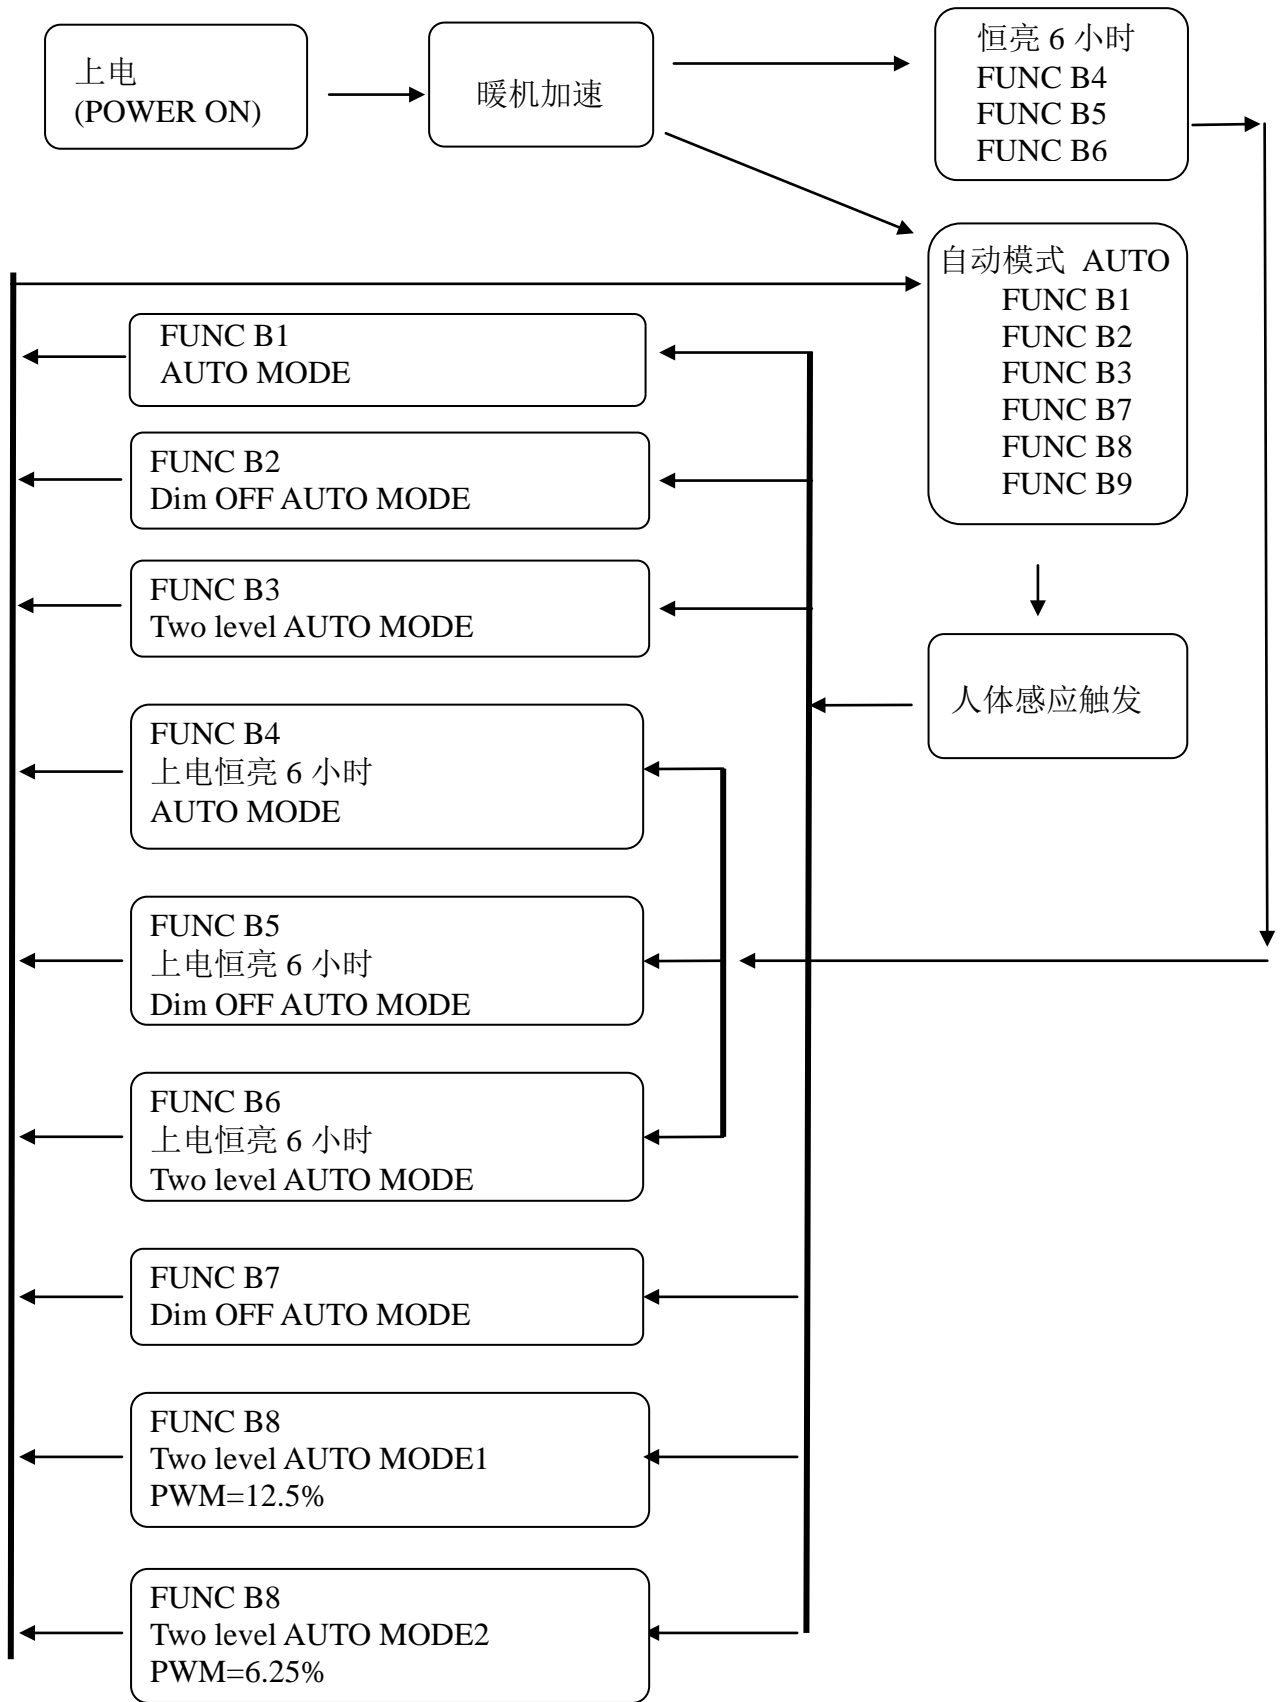 上电
(POWER ON)
暖机加速
恒亮 6 小时
FUNC B4
FUNC B5
FUNC B6
自动模式 AUTO
FUNC B1
FUNC B2
FUNC B3
FUNC B7
FUNC B8
FUNC B9
人体感应触发
FUNC B1
AUTO MODE
FUNC B2
Dim OFF AUTO MODE
FUNC B3
Two level AUTO MODE
FUNC B4
上电恒亮 6 小时
AUTO MODE
FUNC B5
上电恒亮 6 小时
Dim OFF AUTO MODE
FUNC B6
上电恒亮 6 小时
Two level AUTO MODE
FUNC B7
Dim OFF AUTO MODE
FUNC B8
Two level AUTO MODE1
PWM=12.5%
FUNC B8
Two level AUTO MODE2
PWM=6.25%